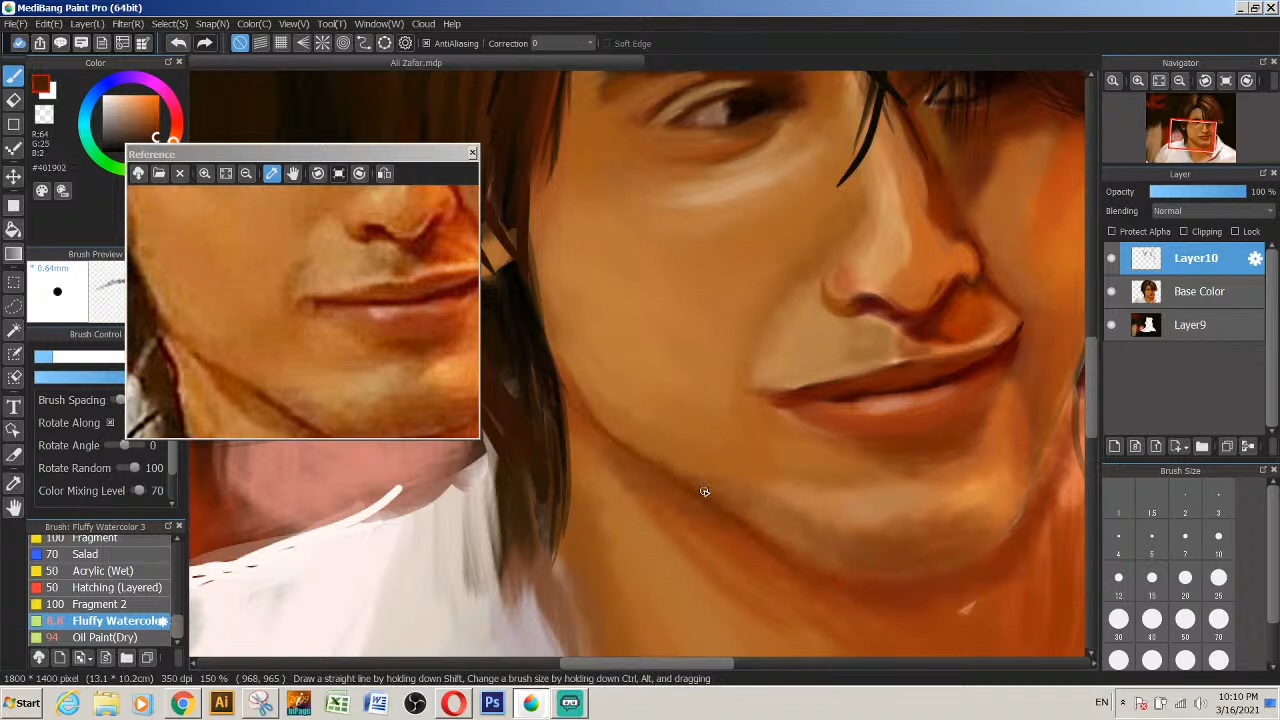 MediBang Paint Pro (64bit)
File(F) Edit(E) Layer(L) Filter(R) Select(S) Snap(N) Color(C) View(V) Tool(T) Window(W) Cloud Help
AntiAliasing Correction 0 Soft Edge
Color
Ali Zafar.mdp
Navigator
R:64
G:25
B:2
#401902
Reference
Layer
Opacity 100 %
Blending Normal
Protect Alpha Clipping Lock
Layer10
Base Color
Layer9
Brush Preview
* 0.64mm
Brush Control
Brush Spacing
Rotate Along
Rotate Angle 0
Rotate Random 100
Color Mixing Level 70
Brush: Fluffy Watercolor 3
100 Fragment
70 Salad
50 Acrylic (Wet)
50 Hatching (Layered)
100 Fragment 2
8.8 Fluffy Watercolo
94 Oil Paint(Dry)
Brush Size
1 1.5 2 3
4 5 7 10
12 15 20 25
30 40 50 70
1800 * 1400 pixel (13.1 * 10.2cm) 350 dpi 150 % (968, 965) Draw a straight line by holding down Shift, Change a brush size by holding down Ctrl, Alt, and dragging
Start
Ai
InPage
Ps
EN
10:10 PM
3/16/2021